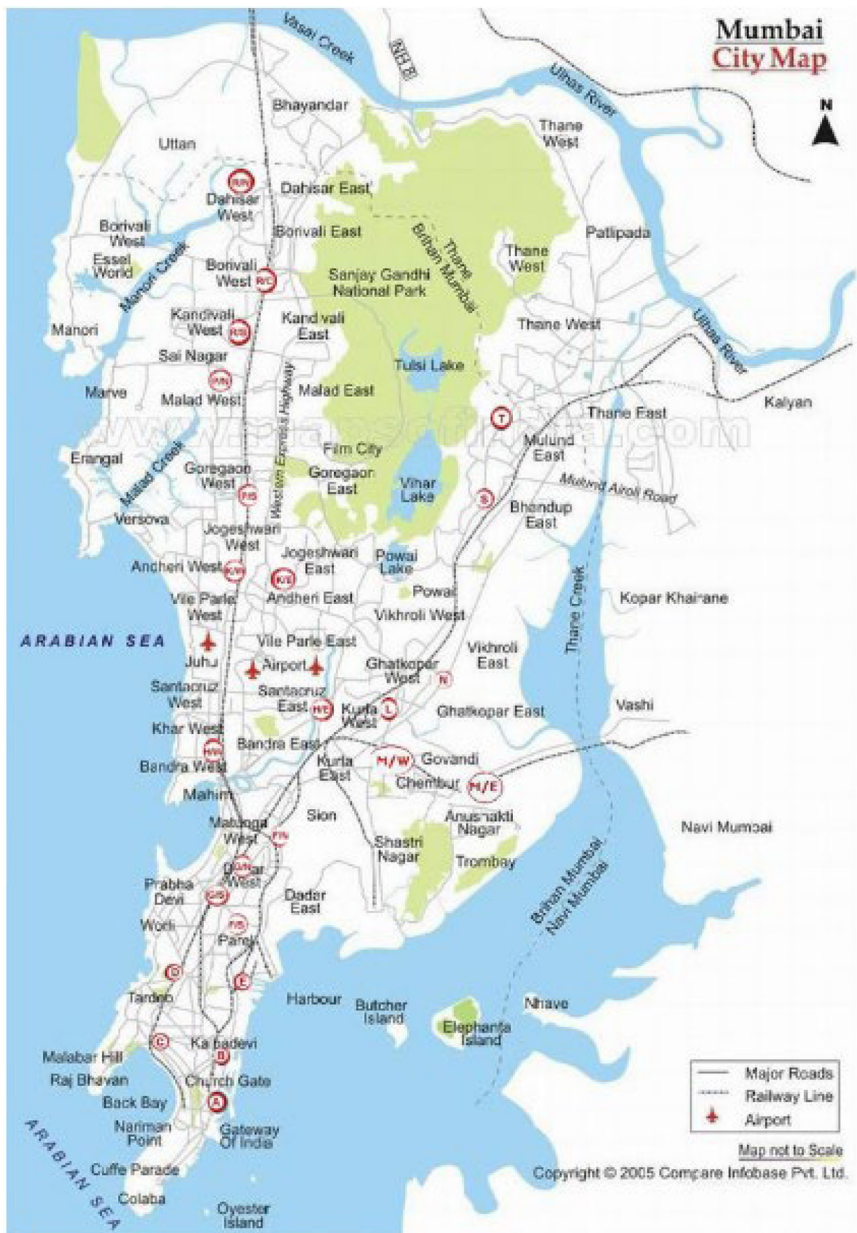 Mumbai
City Map
N
Vasai Creek
NH 8
Ulhas River
Bhayandar
Thane
West
Uttan
R/N
Dahisar
West
Dahisar East
Borivali
West
Borivali East
Patlipada
Essel
World
Manori Creek
Borivali
West
R/C
Thane
Brihan Mumbai
Thane
West
Sanjay Gandhi
National Park
Kandivali
West
R/S
Kandivali
East
Thane West
Ulhas River
Manori
Sai Nagar
Tulsi Lake
P/N
Malad West
Malad East
Marve
Western Express Highway
T
Thane East
Kalyan
www.mapsofindia.com
Mulund
East
Film City
Erangal
Malad Creek
Goregaon
West
Goregaon
East
P/S
Vihar
Lake
S
Mulund Airoli Road
Bhandup
East
Versova
Jogeshwari
West
Jogeshwari
East
Powai
Lake
Andheri West
K/W
K/E
Andheri East
Powai
Kopar Khairane
Vile Parle
West
Vikhroli West
Thane Creek
ARABIAN SEA
Vile Parle East
Vikhroli
East
Juhu
Airport
Ghatkopar
West
N
Santacruz
West
Santacruz
East
H/E
Kurla
West
L
Ghatkopar East
Vashi
Khar West
H/W
Bandra East
Bandra West
Kurla
East
M/W
Govandi
Chembur
M/E
Mahim
Sion
Anushakti
Nagar
Matunga
West
F/N
Shastri
Nagar
Trombay
Navi Mumbai
G/N
Dadar
West
Prabha
Devi
G/S
Dadar
East
Brihan Mumbai
Navi Mumbai
Worli
F/S
Parel
D
E
Tardeo
Harbour
Butcher
Island
Elephanta
Island
Nhave
C
Kalbadevi
B
Malabar Hill
Raj Bhavan
Church Gate
Back Bay
A
Nariman
Point
Gateway
Of India
ARABIAN SEA
Cuffe Parade
Colaba
Oyester
Island
Major Roads
Railway Line
Airport
Map not to Scale
Copyright © 2005 Compare Infobase Pvt. Ltd.